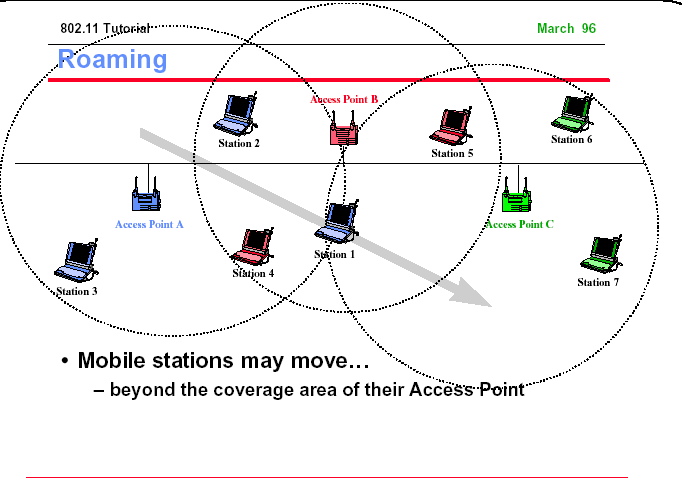 802.11 Tutorial
March 96
Roaming
Access Point B
Station 2
Station 5
Station 6
Access Point A
Access Point C
Station 1
Station 4
Station 3
Station 7
• Mobile stations may move…
– beyond the coverage area of their Access Point